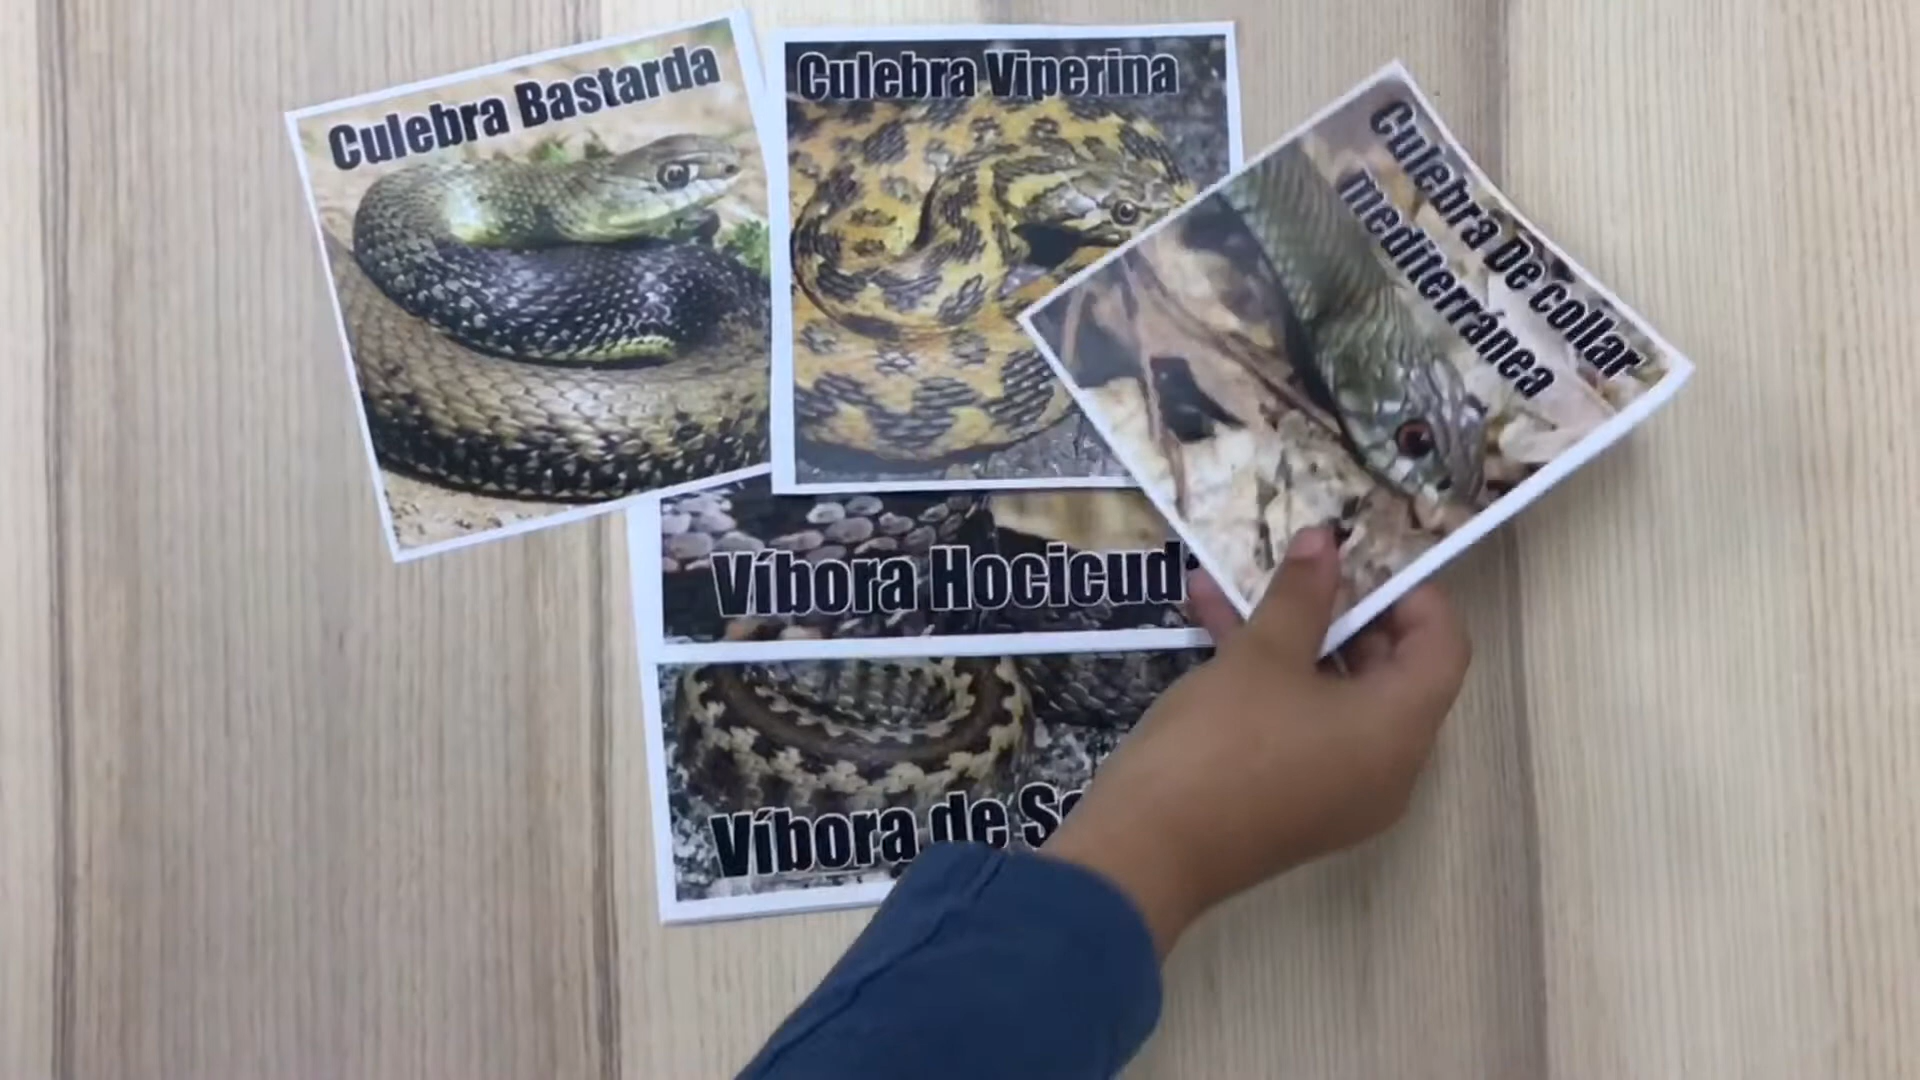 Culebra Bastarda
Culebra Viperina
Culebra De collar
mediterránea
Víbora Hocicud
Víbora de